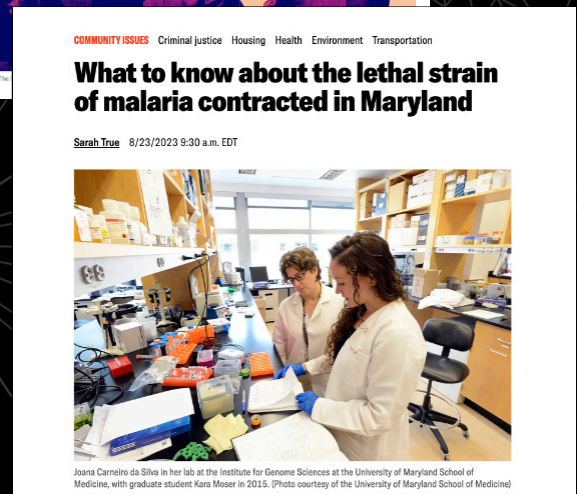 COMMUNITY ISSUES Criminal justice Housing Health Environment Transportation
What to know about the lethal strain
of malaria contracted in Maryland
Sarah True 8/23/2023 9:30 a.m. EDT
Joana Carneiro da Silva in her lab at the Institute for Genome Sciences at the University of Maryland School of
Medicine, with graduate student Kara Moser in 2015. (Photo courtesy of the University of Maryland School of Medicine)